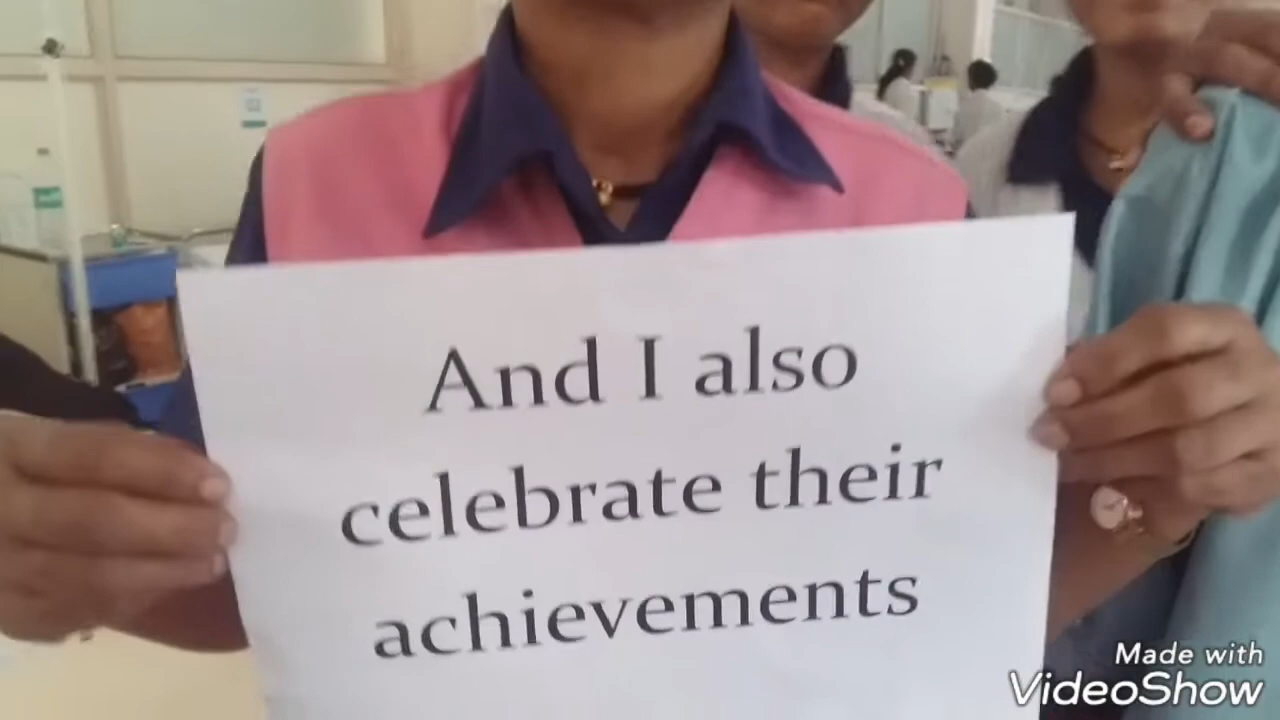 And I also
celebrate their
achievements
Made with
VideoShow